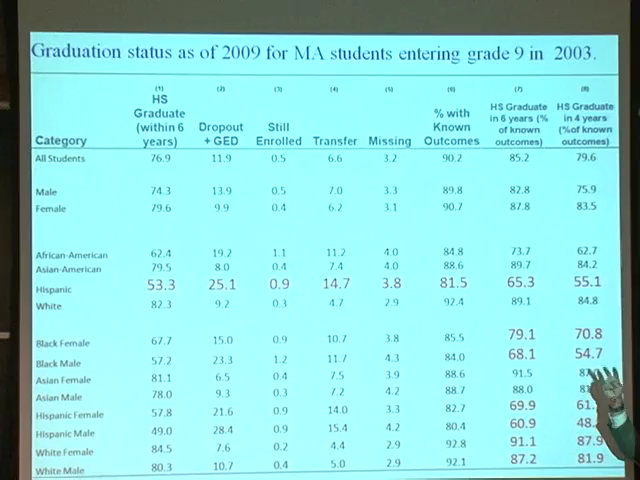 Graduation status as of 2009 for MA students entering grade 9 in 2003.
(1) (2) (3) (4) (5) (6) (7) (8)
Category HS Graduate (within 6 years) Dropout + GED Still Enrolled Transfer Missing % with Known Outcomes HS Graduate in 6 years (% of known outcomes) HS Graduate in 4 years (%of known outcomes)
All Students 76.9 11.9 0.5 6.6 3.2 90.2 85.2 79.6
Male 74.3 13.9 0.5 7.0 3.3 89.8 82.8 75.9
Female 79.6 9.9 0.4 6.2 3.1 90.7 87.8 83.5
African-American 62.4 19.2 1.1 11.2 4.0 84.8 73.7 62.7
Asian-American 79.5 8.0 0.4 7.4 4.0 88.6 89.7 84.2
Hispanic 53.3 25.1 0.9 14.7 3.8 81.5 65.3 55.1
White 82.3 9.2 0.3 4.7 2.9 92.4 89.1 84.8
Black Female 67.7 15.0 0.9 10.7 3.8 85.5 79.1 70.8
Black Male 57.2 23.3 1.2 11.7 4.3 84.0 68.1 54.7
Asian Female 81.1 6.5 0.4 7.5 3.9 88.6 91.5
Asian Male 78.0 9.3 0.3 7.2 4.2 88.7 88.0
Hispanic Female 57.8 21.6 0.9 14.0 3.3 82.7 69.9 61.
Hispanic Male 49.0 28.4 0.9 15.4 4.2 80.4 60.9 48.
White Female 84.5 7.6 0.2 4.4 2.9 92.8 91.1 87.9
White Male 80.3 10.7 0.4 5.0 2.9 92.1 87.2 81.9